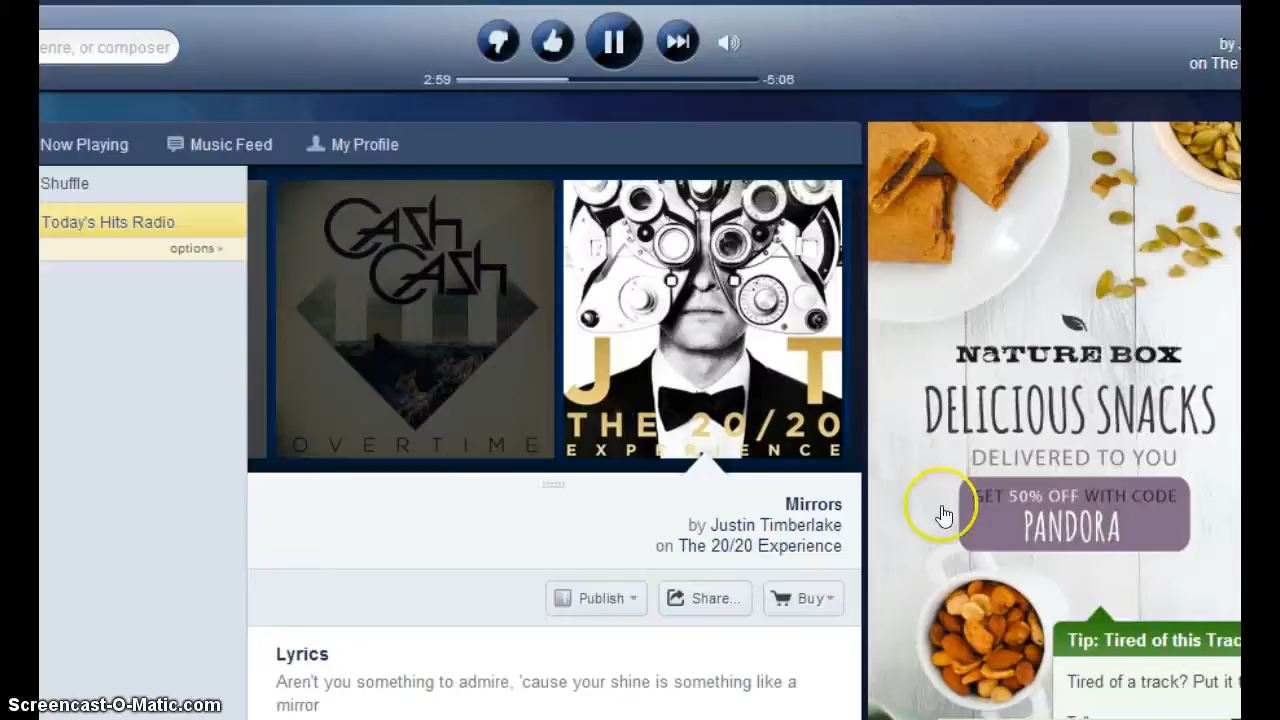 enre, or composer
by
on The
2:59
-5:06
Now Playing
Music Feed
My Profile
Shuffle
Today's Hits Radio
options »
CASH CASH
OVERTIME
J T
THE 20/20
EXPERIENCE
NATURE BOX
DELICIOUS SNACKS
DELIVERED TO YOU
GET 50% OFF WITH CODE
PANDORA
Mirrors
by Justin Timberlake
on The 20/20 Experience
Publish
Share...
Buy
Tip: Tired of this Trac
Tired of a track? Put it
Lyrics
Aren't you something to admire, 'cause your shine is something like a
mirror
Screencast-O-Matic.com